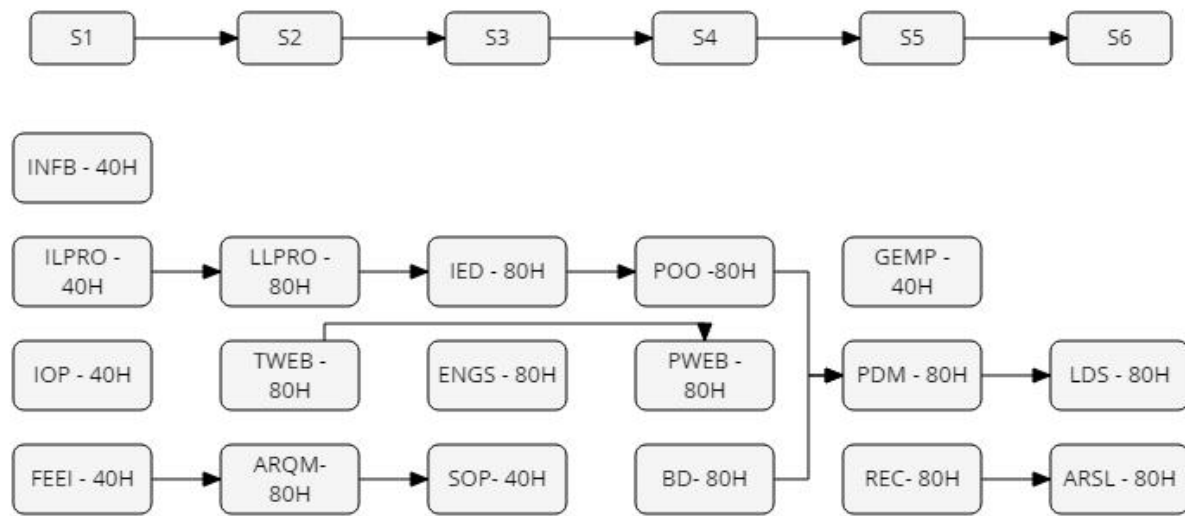 S1
S2
S3
S4
S5
S6
INFB - 40H
ILPRO -
40H
LLPRO -
80H
IED - 80H
POO -80H
GEMP -
40H
IOP - 40H
TWEB -
80H
ENGS - 80H
PWEB -
80H
PDM - 80H
LDS - 80H
FEEI - 40H
ARQM-
80H
SOP- 40H
BD- 80H
REC- 80H
ARSL - 80H